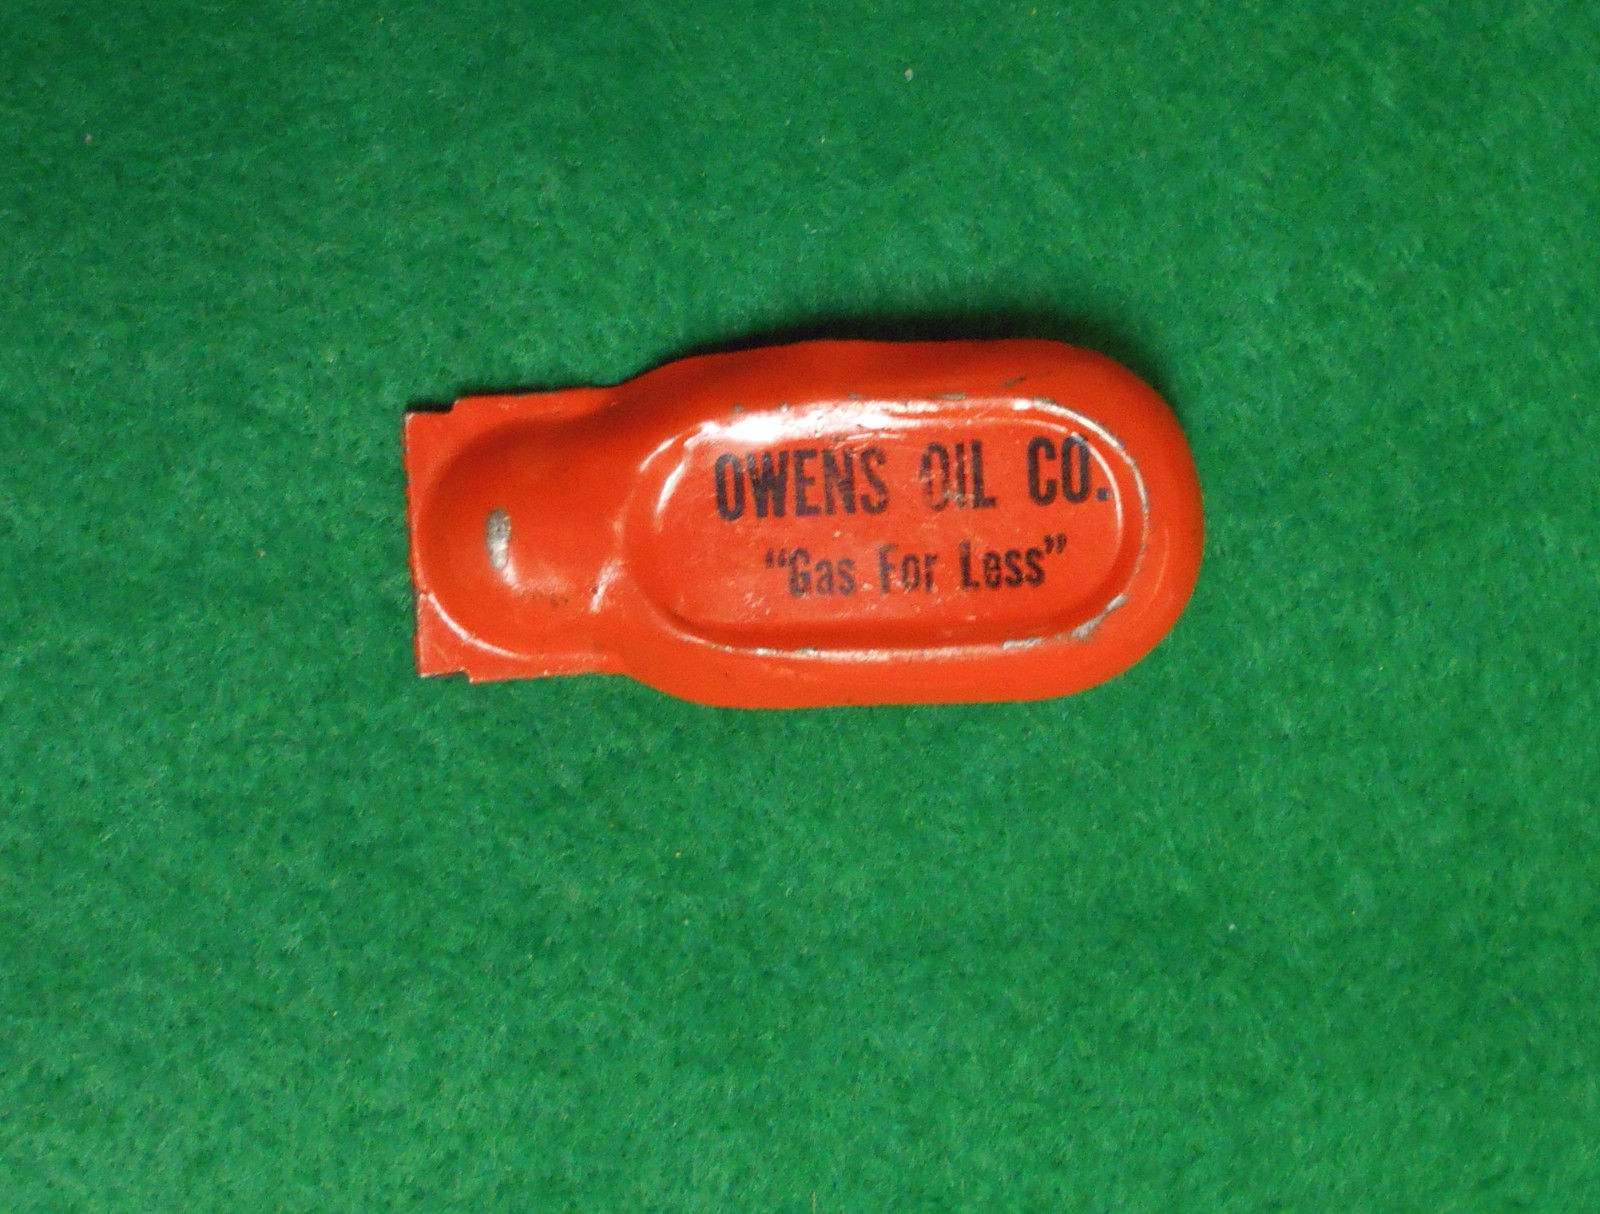 OWENS OIL CO.
“Gas For Less”